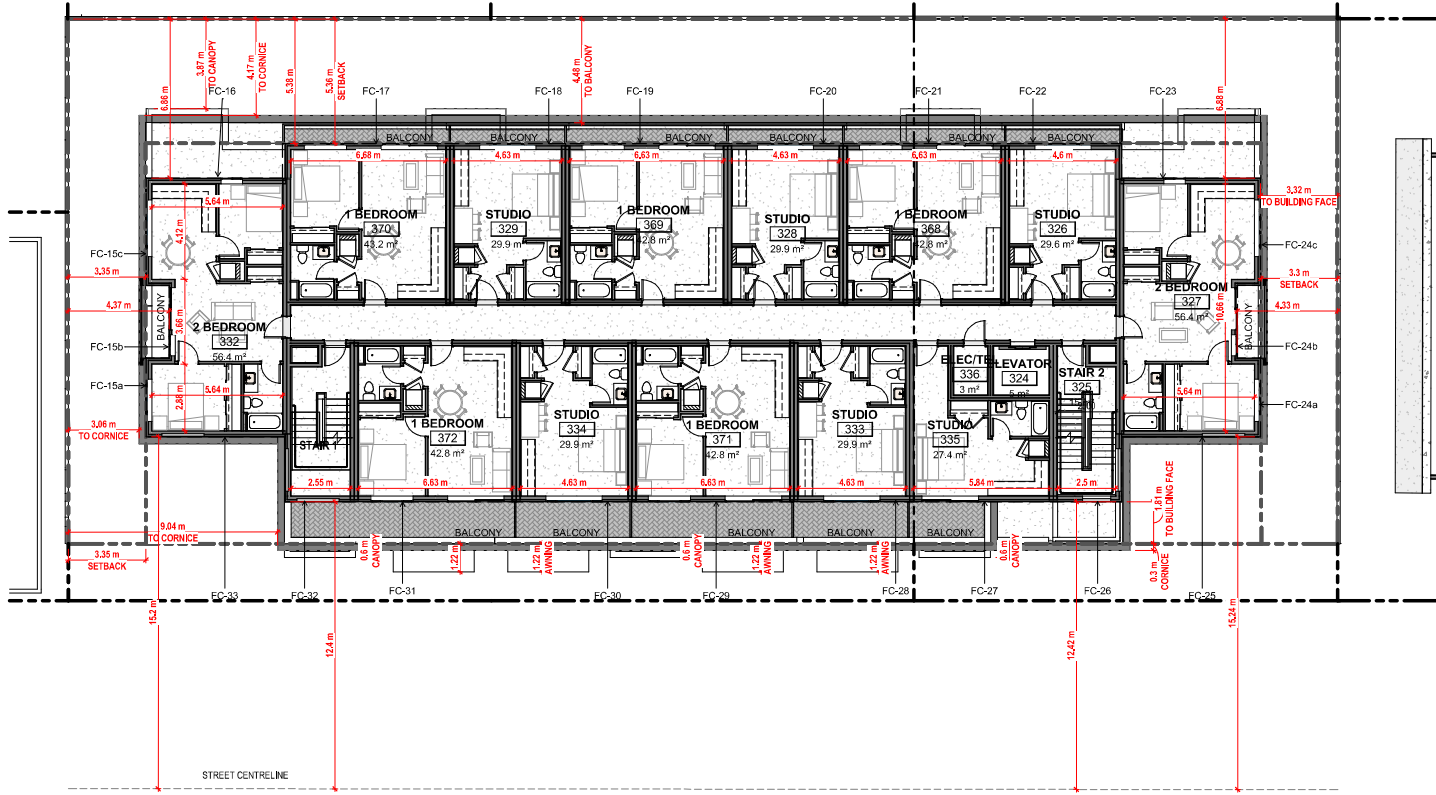 6.86 m
3.87 m
TO CANOPY
4.17 m
TO CORNICE
5.38 m
5.36 m
SETBACK
4.48 m
TO BALCONY
6.88 m
FC-16
FC-17
FC-18
FC-19
FC-20
FC-21
FC-22
FC-23
BALCONY
BALCONY
BALCONY
BALCONY
BALCONY
BALCONY
6.68 m
4.63 m
6.63 m
4.63 m
6.63 m
4.6 m
3.32 m
TO BUILDING FACE
5.64 m
4.12 m
1 BEDROOM
370
43.2 m²
STUDIO
329
29.9 m²
1 BEDROOM
369
42.8 m²
STUDIO
328
29.9 m²
1 BEDROOM
368
42.8 m²
STUDIO
326
29.6 m²
FC-15c
FC-24c
3.35 m
3.3 m
SETBACK
4.37 m
BALCONY
3.66 m
2 BEDROOM
332
56.4 m²
2 BEDROOM
327
56.4 m²
10.66 m
BALCONY
4.33 m
FC-15b
FC-24b
FC-15a
5.64 m
2.88 m
ELEC/TE
336
3 m²
ELEVATOR
324
5 m²
STAIR 2
325
5.64 m
FC-24a
3.06 m
TO CORNICE
STAIR 1
1 BEDROOM
372
42.8 m²
STUDIO
334
29.9 m²
1 BEDROOM
371
42.8 m²
STUDIO
333
29.9 m²
STUDIO
335
27.4 m²
2.55 m
6.63 m
4.63 m
6.63 m
4.63 m
5.84 m
2.5 m
9.04 m
TO CORNICE
BALCONY
BALCONY
BALCONY
BALCONY
BALCONY
1.81 m
TO BUILDING FACE
3.35 m
SETBACK
0.6 m
CANOPY
1.22 m
1.22 m
AWNING
0.6 m
CANOPY
1.22 m
AWNING
1.22 m
AWNING
0.6 m
CANOPY
0.3 m
CORNICE
FC-33
FC-32
FC-31
FC-30
FC-29
FC-28
FC-27
FC-26
FC-25
15.2 m
12.4 m
12.42 m
15.24 m
STREET CENTRELINE